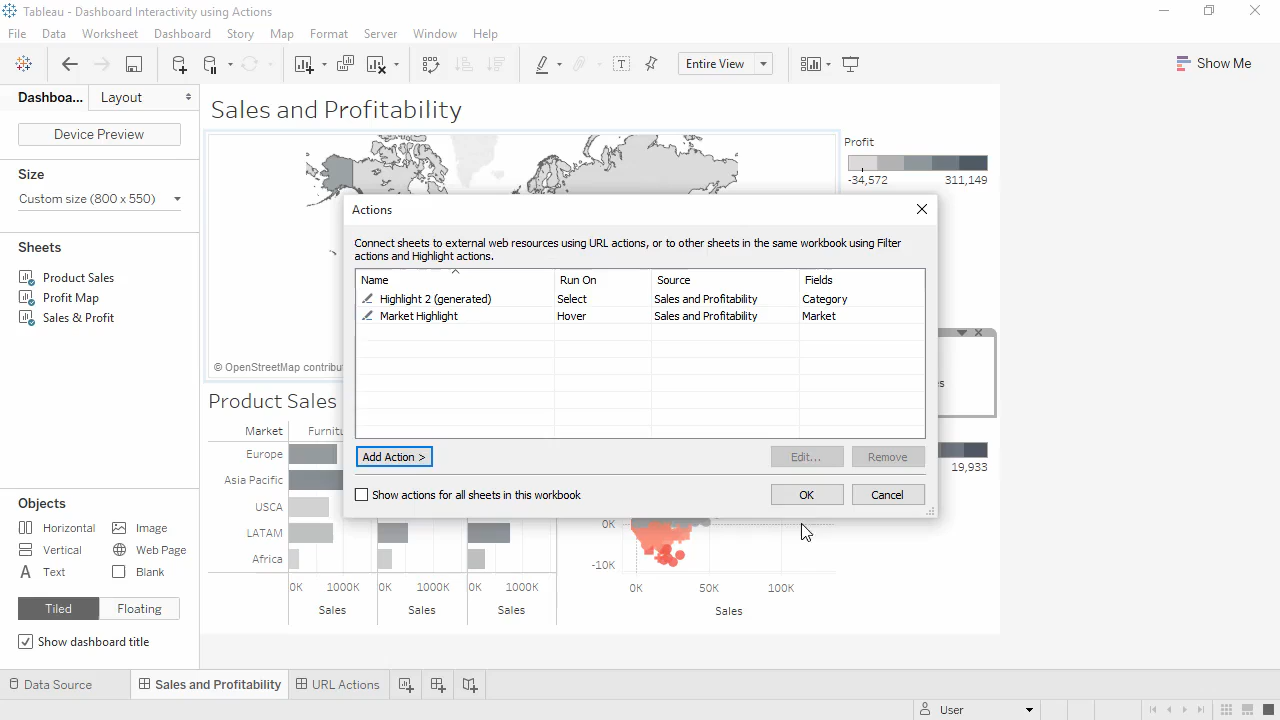 Tableau - Dashboard Interactivity using Actions
File Data Worksheet Dashboard Story Map Format Server Window Help
Entire View
Show Me
Dashboa... Layout
Device Preview
Size
Custom size (800 x 550)
Sheets
Product Sales
Profit Map
Sales & Profit
Objects
Horizontal Image
Vertical Web Page
A Text Blank
Tiled Floating
Show dashboard title
Sales and Profitability
Profit
-34,572 311,149
© OpenStreetMap contribut
Actions
Connect sheets to external web resources using URL actions, or to other sheets in the same workbook using Filter
actions and Highlight actions.
Name Run On Source Fields
Highlight 2 (generated) Select Sales and Profitability Category
Market Highlight Hover Sales and Profitability Market
Add Action > Edit... Remove
Show actions for all sheets in this workbook
OK Cancel
19,933
Product Sales
Market
Europe
Asia Pacific
USCA
LATAM
Africa
0K 1000K 0K 1000K 0K 1000K
Sales Sales Sales
0K
-10K
0K 50K 100K
Sales
Data Source Sales and Profitability URL Actions
User